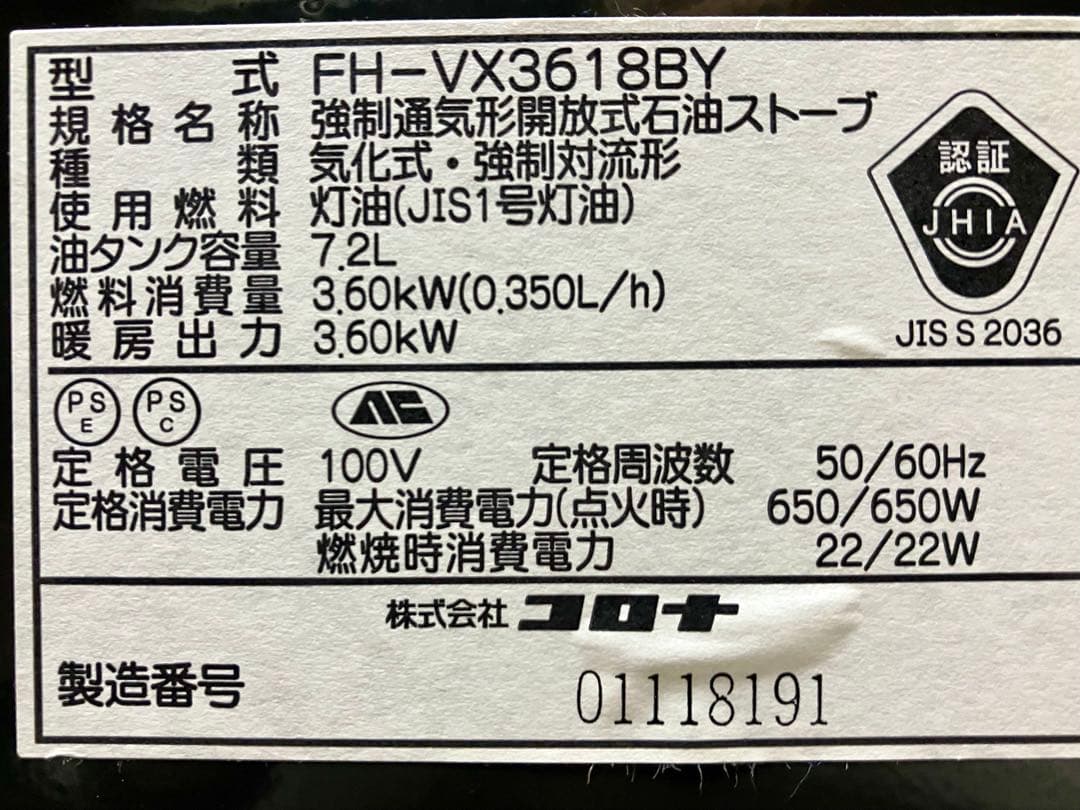 型式 FH-VX3618BY
規格名称 強制通気形開放式石油ストーブ
種類 気化式・強制対流形
使用燃料 灯油(JIS1号灯油)
油タンク容量 7.2L
燃料消費量 3.60kW(0.350L/h)
暖房出力 3.60kW
認証
JHIA
JIS S 2036
PS E PS C
定格電圧 100V 定格周波数 50/60Hz
定格消費電力 最大消費電力(点火時) 650/650W
燃焼時消費電力 22/22W
株式会社 コロナ
製造番号 01118191